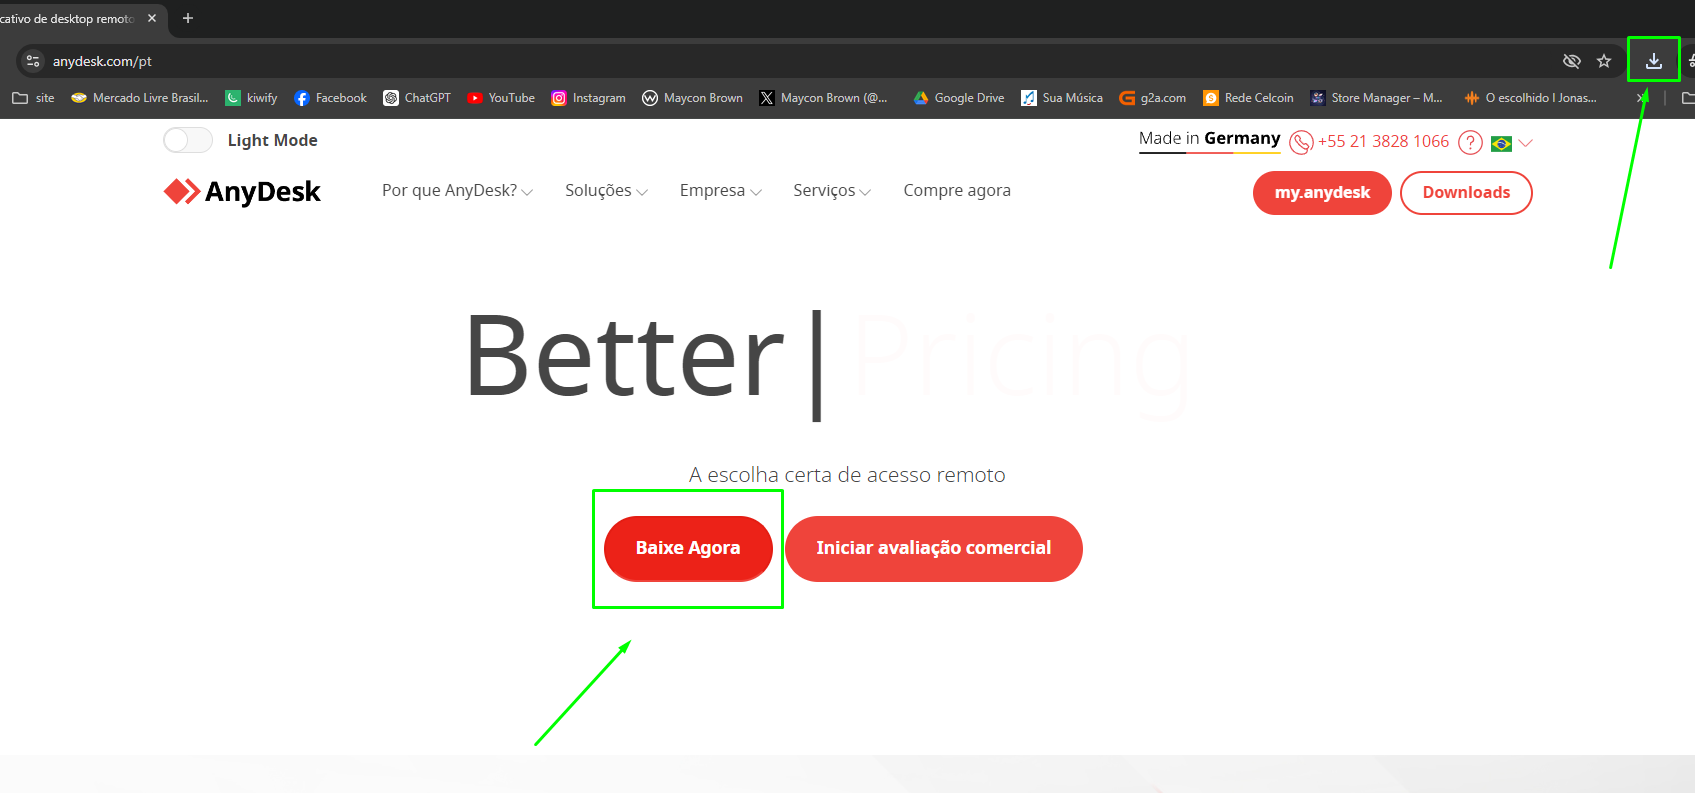 cativo de desktop remoto
anydesk.com/pt
site Mercado Livre Brasil... kiwify Facebook ChatGPT YouTube Instagram Maycon Brown Maycon Brown (@... Google Drive Sua Música g2a.com Rede Celcoin Store Manager – M... O escolhido I Jonas...
Light Mode Made in Germany +55 21 3828 1066
AnyDesk Por que AnyDesk? Soluções Empresa Serviços Compre agora my.anydesk Downloads
Better| Pricing
A escolha certa de acesso remoto
Baixe Agora Iniciar avaliação comercial